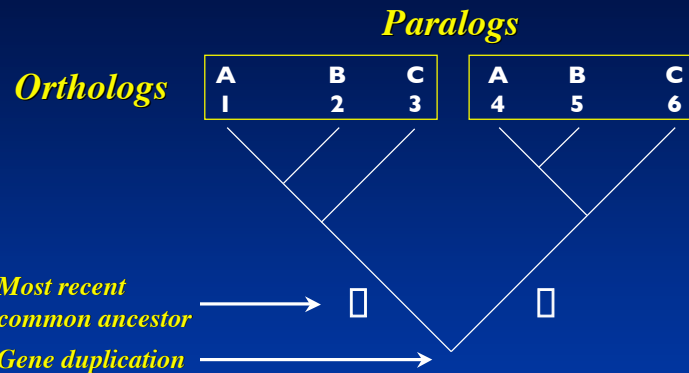 Paralogs
Orthologs
A B C A B C
1 2 3 4 5 6
Most recent
common ancestor
Gene duplication